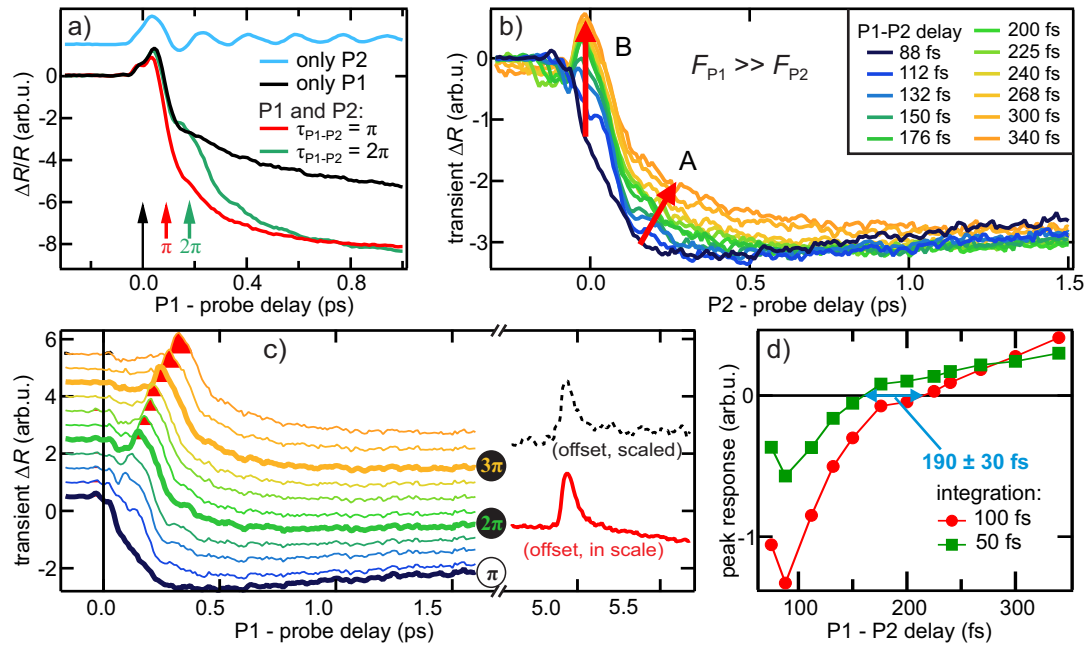 a)
only P2
only P1
P1 and P2:
τP1-P2 = π
τP1-P2 = 2π
π
2π
0
-2
-4
-6
-8
ΔR/R (arb.u.)
0.0
0.4
0.8
P1 - probe delay (ps)
b)
B
A
FP1 >> FP2
P1-P2 delay
88 fs
112 fs
132 fs
150 fs
176 fs
200 fs
225 fs
240 fs
268 fs
300 fs
340 fs
0
-1
-2
-3
transient ΔR (arb.u.)
0.0
0.5
1.0
1.5
P2 - probe delay (ps)
c)
6
4
2
0
-2
transient ΔR (arb.u.)
3π
2π
π
(offset, scaled)
(offset, in scale)
0.0
0.5
1.0
1.5
5.0
5.5
P1 - probe delay (ps)
d)
0
-1
peak response (arb.u.)
190 ± 30 fs
integration:
100 fs
50 fs
100
200
300
P1 - P2 delay (fs)